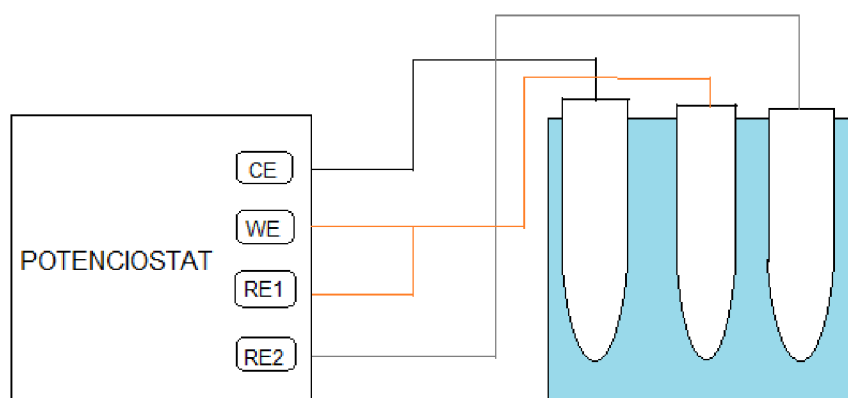 CE
WE
POTENCIOSTAT
RE1
RE2